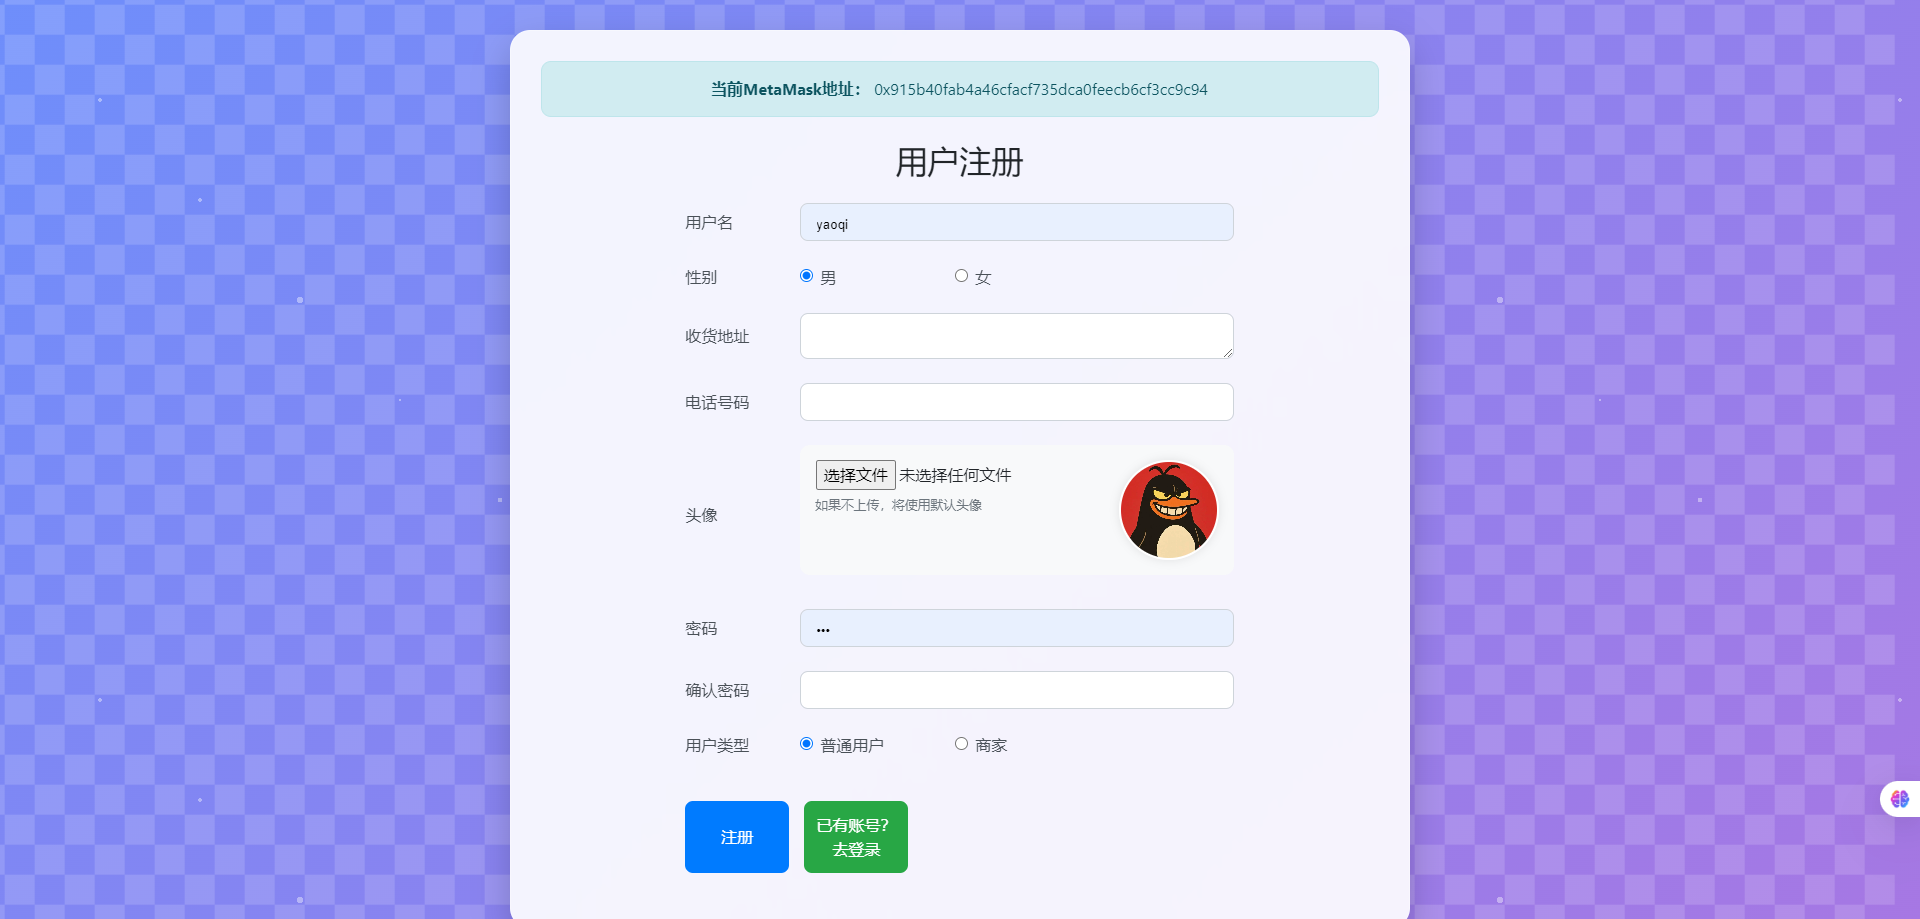 当前MetaMask地址： 0x915b40fab4a46cfacf735dca0feecb6cf3cc9c94
用户注册
用户名 yaoqi
性别 男 女
收货地址
电话号码
头像 选择文件 未选择任何文件
如果不上传，将使用默认头像
密码 •••
确认密码
用户类型 普通用户 商家
注册
已有账号？
去登录